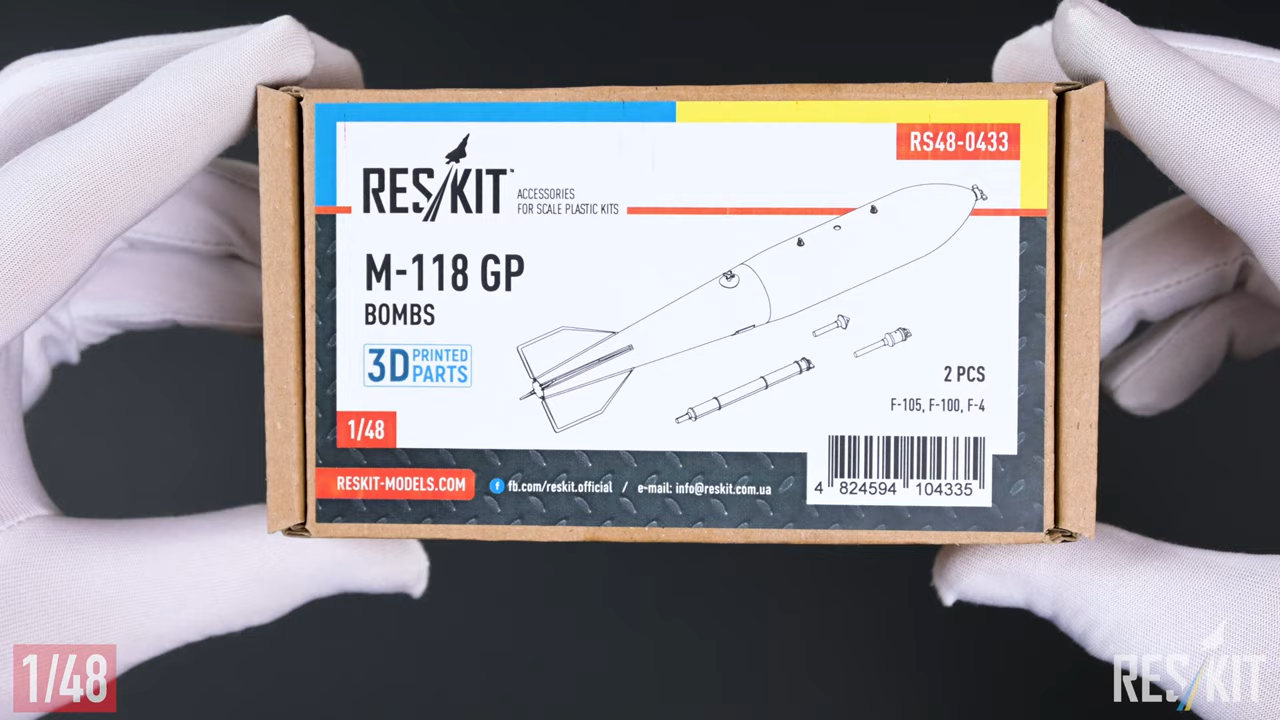 RS48-0433
RESKIT™
ACCESSORIES
FOR SCALE PLASTIC KITS
M-118 GP
BOMBS
3D PRINTED PARTS
2 PCS
F-105, F-100, F-4
1/48
RESKIT-MODELS.COM
f fb.com/reskit.official / e-mail: info@reskit.com.ua
4 824594 104335
1/48
RESKIT